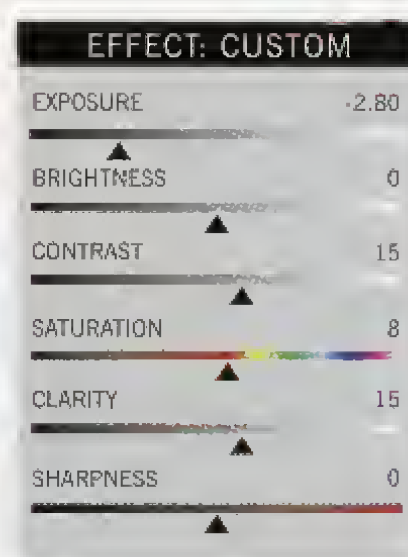 EFFECT: CUSTOM
EXPOSURE -2.80
BRIGHTNESS 0
CONTRAST 15
SATURATION 8
CLARITY 15
SHARPNESS 0